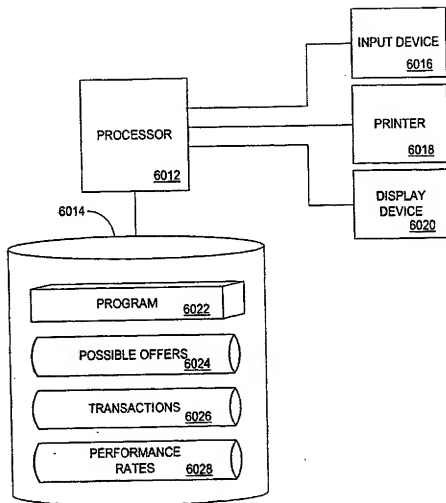 INPUT DEVICE
6016
PROCESSOR
6012
PRINTER
6018
DISPLAY
DEVICE
6020
6014
PROGRAM
6022
POSSIBLE OFFERS
6024
TRANSACTIONS
6026
PERFORMANCE
RATES
6028